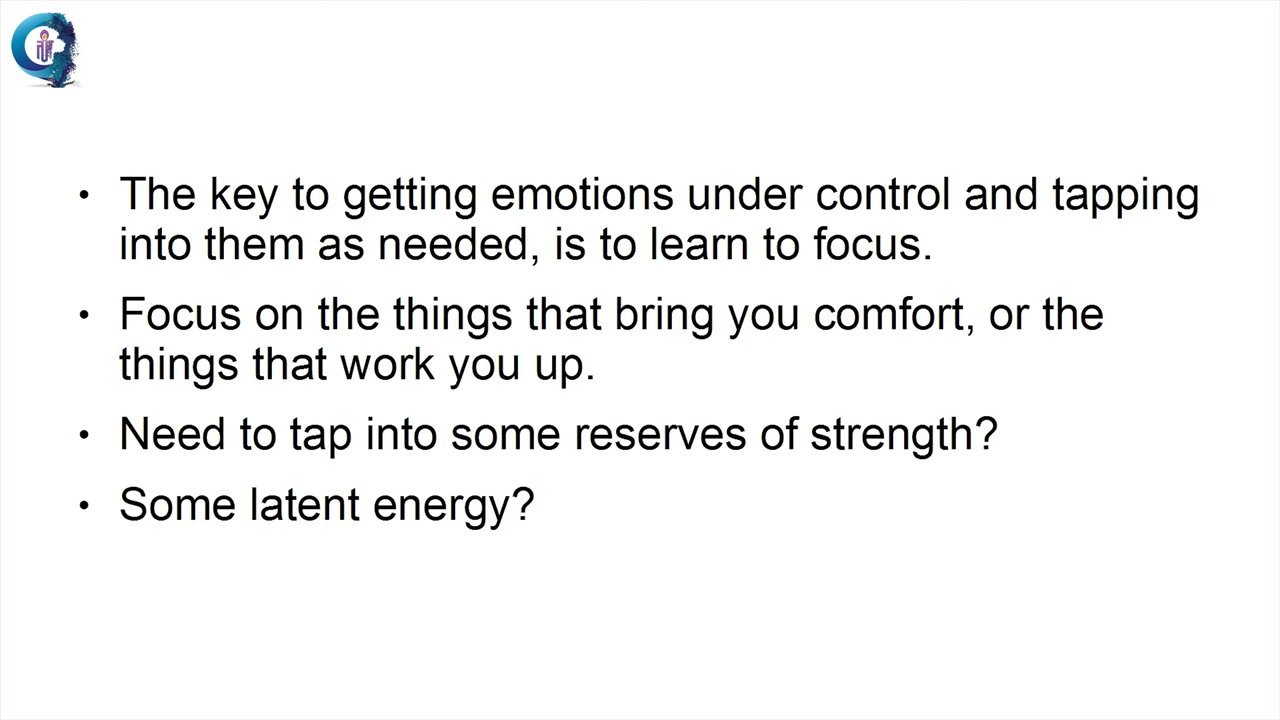 • The key to getting emotions under control and tapping
into them as needed, is to learn to focus.
• Focus on the things that bring you comfort, or the
things that work you up.
• Need to tap into some reserves of strength?
• Some latent energy?